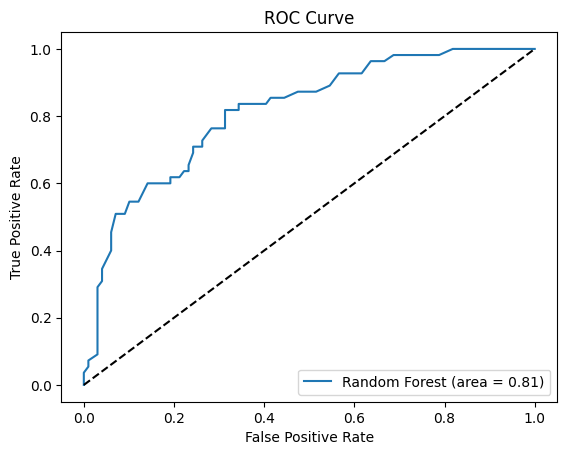 ROC Curve
1.0
0.8
0.6
0.4
0.2
0.0
True Positive Rate
Random Forest (area = 0.81)
0.0 0.2 0.4 0.6 0.8 1.0
False Positive Rate